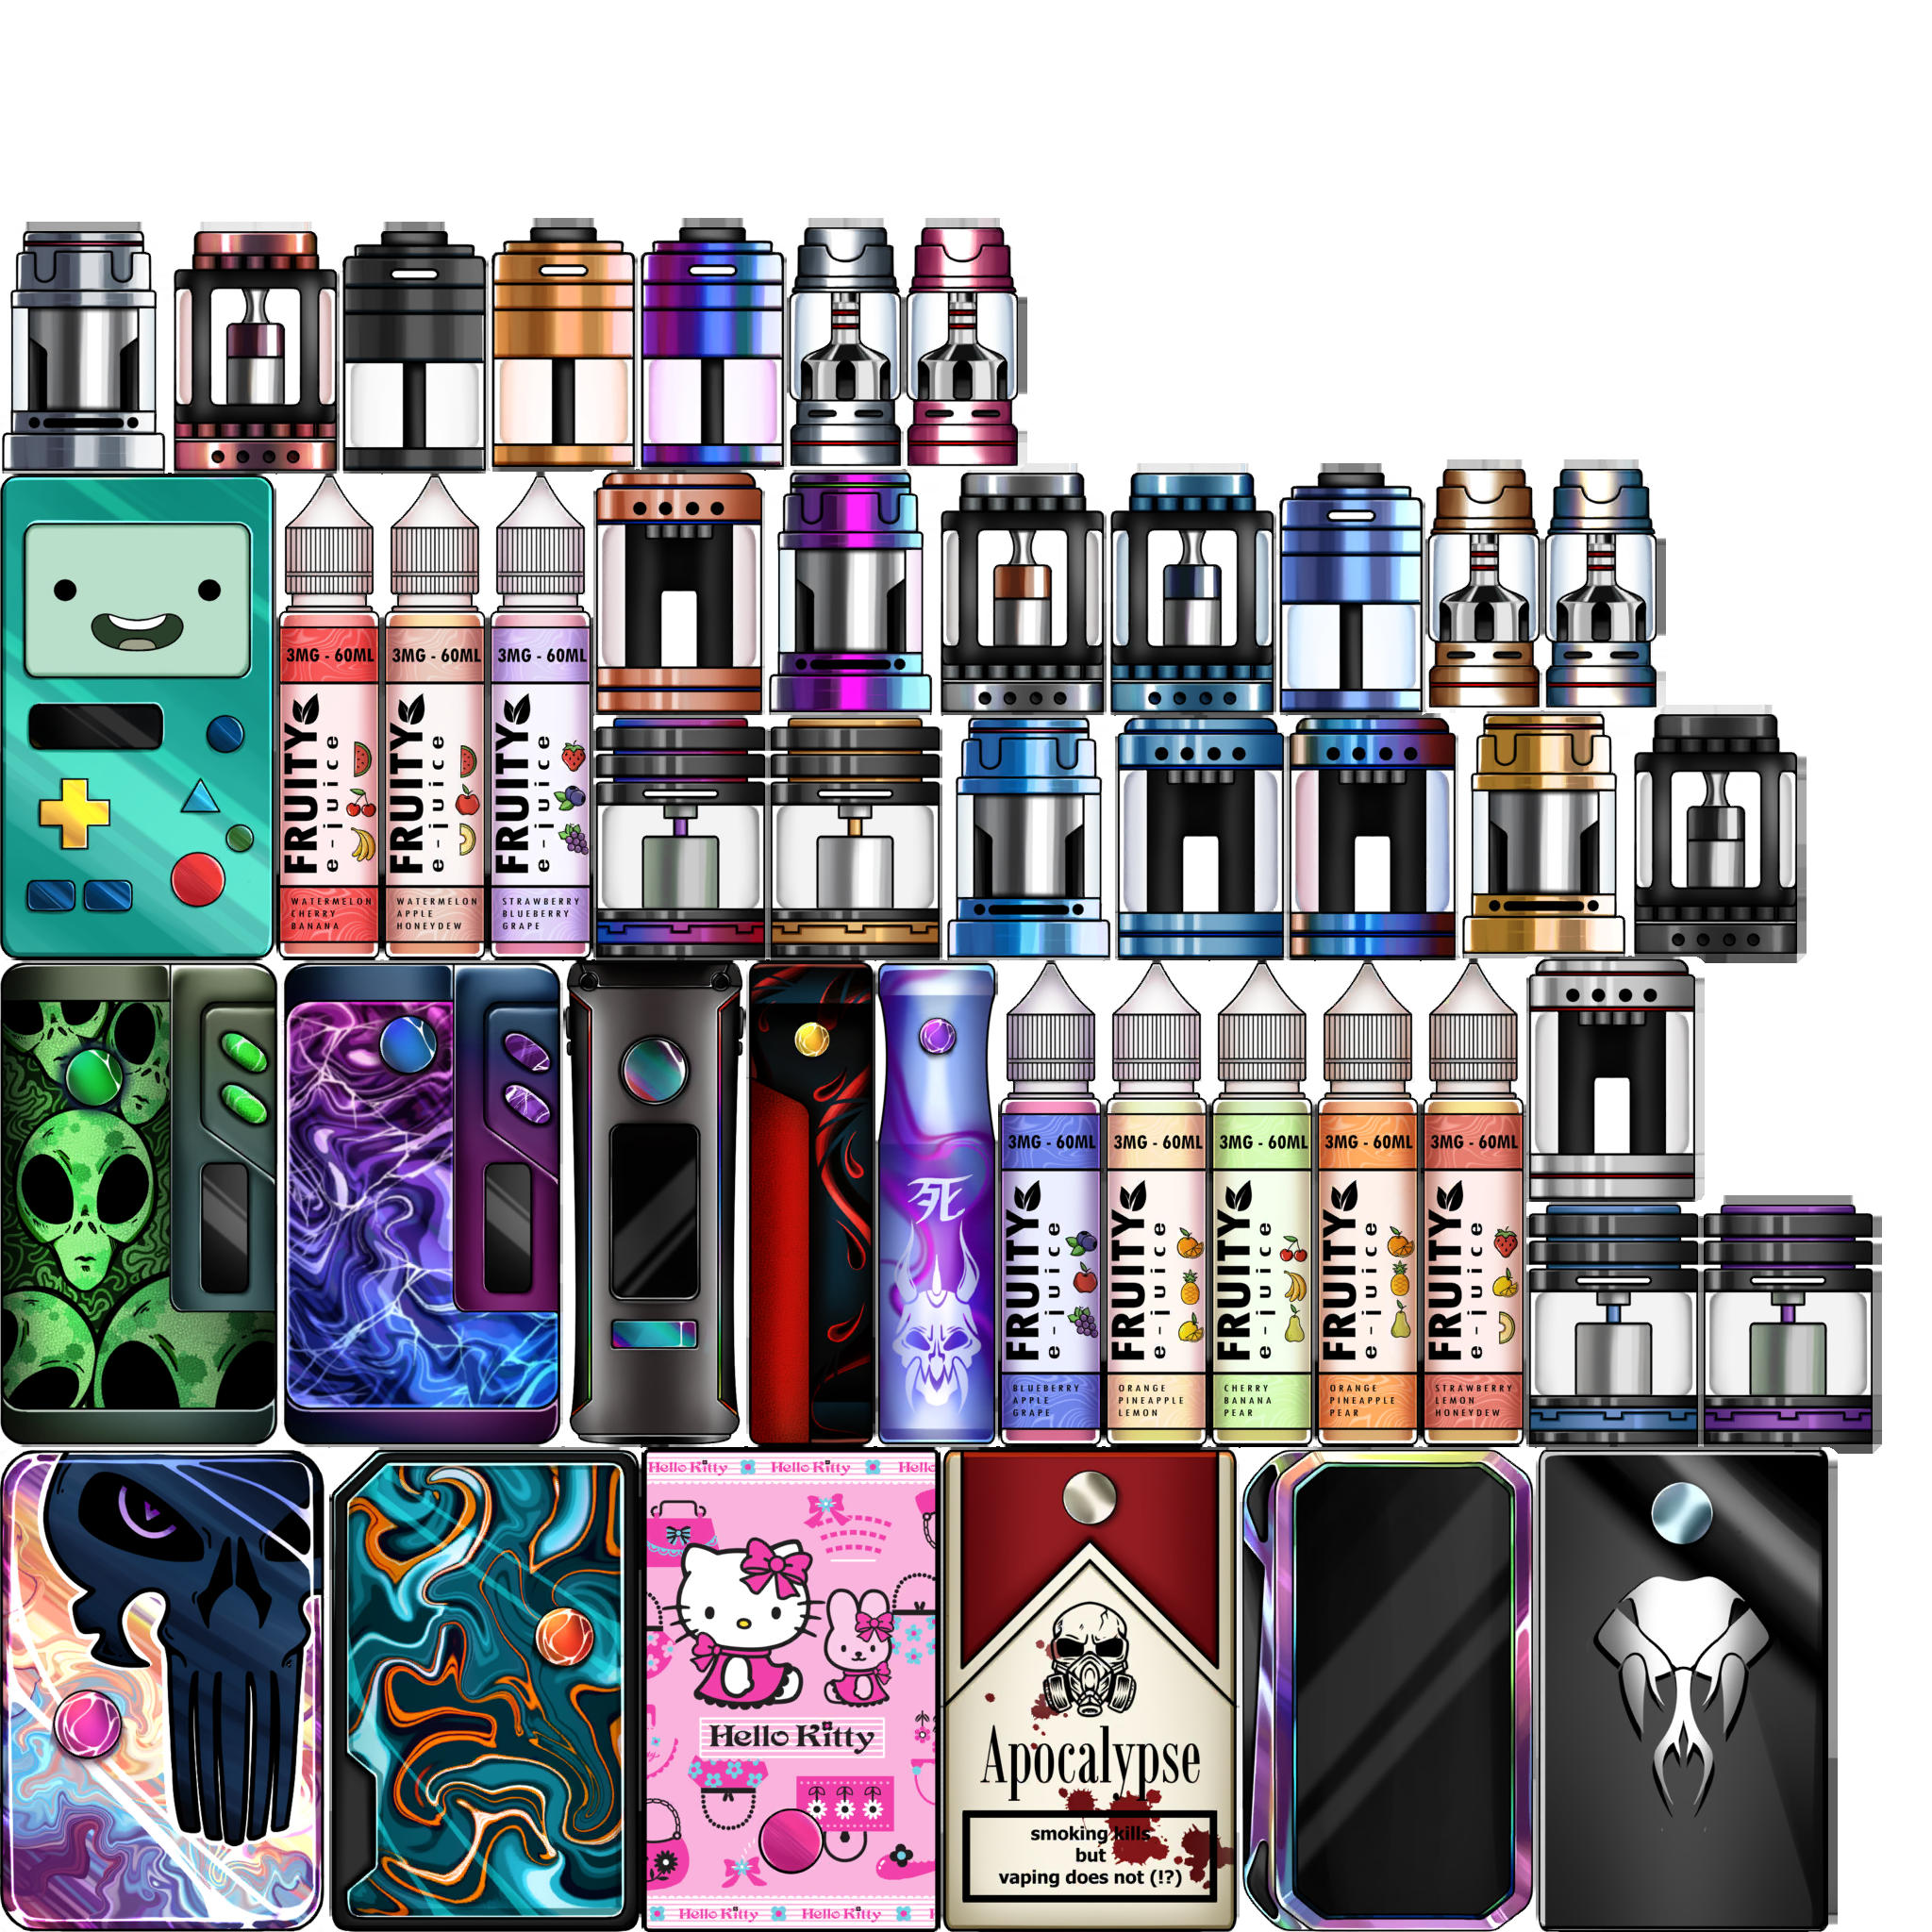 3MG - 60ML
FRUITY
e-juice
WATERMELON
CHERRY
BANANA
3MG - 60ML
FRUITY
e-juice
WATERMELON
APPLE
HONEYDEW
3MG - 60ML
FRUITY
e-juice
STRAWBERRY
BLUEBERRY
GRAPE
死
3MG - 60ML
FRUITY
e-juice
BLUEBERRY
APPLE
GRAPE
3MG - 60ML
FRUITY
e-juice
ORANGE
PINEAPPLE
LEMON
3MG - 60ML
FRUITY
e-juice
CHERRY
BANANA
PEAR
3MG - 60ML
FRUITY
e-juice
ORANGE
PINEAPPLE
PEAR
3MG - 60ML
FRUITY
e-juice
STRAWBERRY
LEMON
HONEYDEW
Hello Kitty Hello Kitty Hello
Hello Kitty
Hello Kitty Hello Kitty
Apocalypse
smoking kills
but
vaping does not (!?)